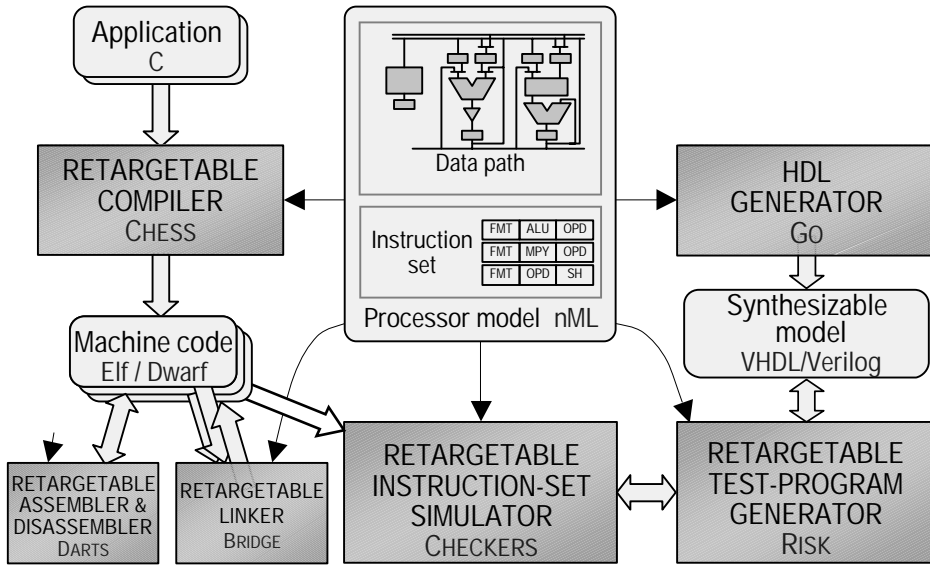 Application
C
RETARGETABLE
COMPILER
CHESS
Machine code
Elf / Dwarf
RETARGETABLE
ASSEMBLER &
DISASSEMBLER
DARTS
RETARGETABLE
LINKER
BRIDGE
Data path
Instruction
set
FMT ALU OPD
FMT MPY OPD
FMT OPD SH
Processor model nML
RETARGETABLE
INSTRUCTION-SET
SIMULATOR
CHECKERS
HDL
GENERATOR
GO
Synthesizable
model
VHDL/Verilog
RETARGETABLE
TEST-PROGRAM
GENERATOR
RISK